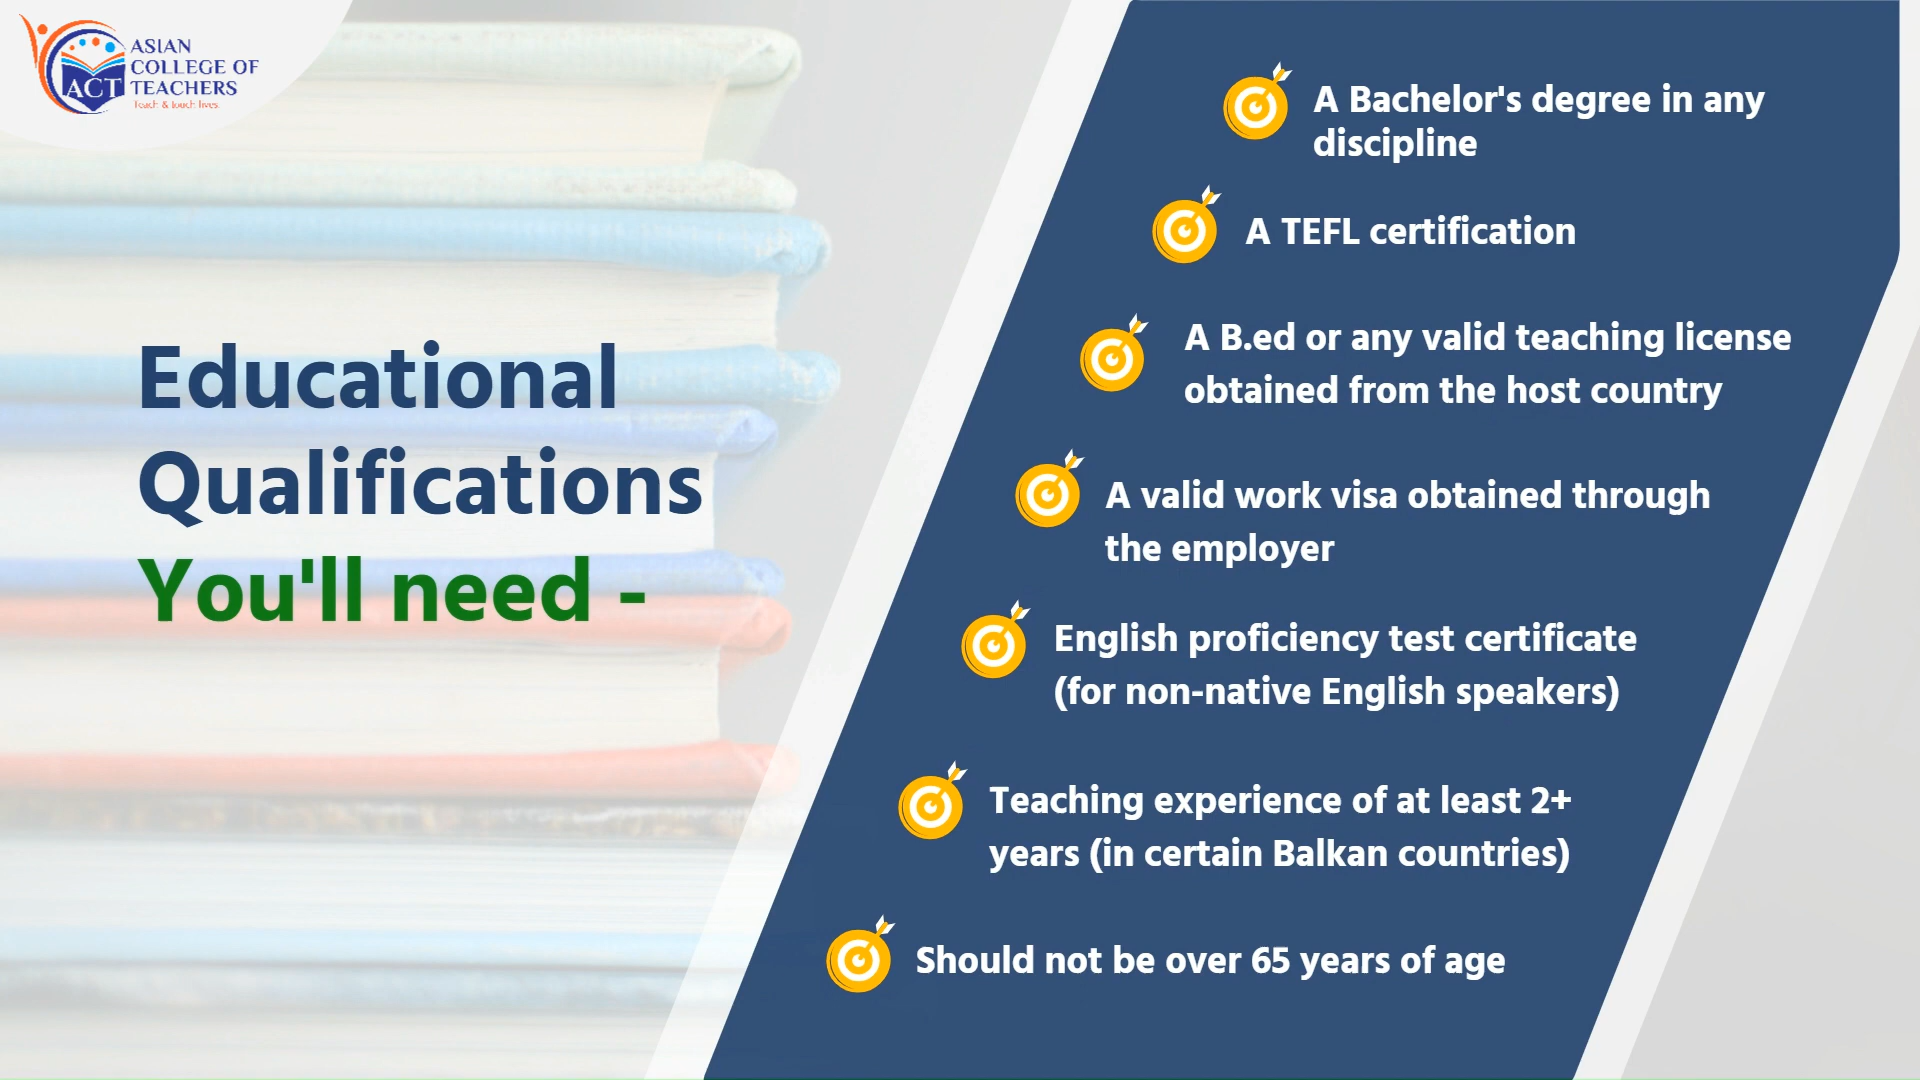 ASIAN
COLLEGE OF
TEACHERS
ACT
Teach & touch lives.
Educational
Qualifications
You'll need -
A Bachelor's degree in any
discipline
A TEFL certification
A B.ed or any valid teaching license
obtained from the host country
A valid work visa obtained through
the employer
English proficiency test certificate
(for non-native English speakers)
Teaching experience of at least 2+
years (in certain Balkan countries)
Should not be over 65 years of age